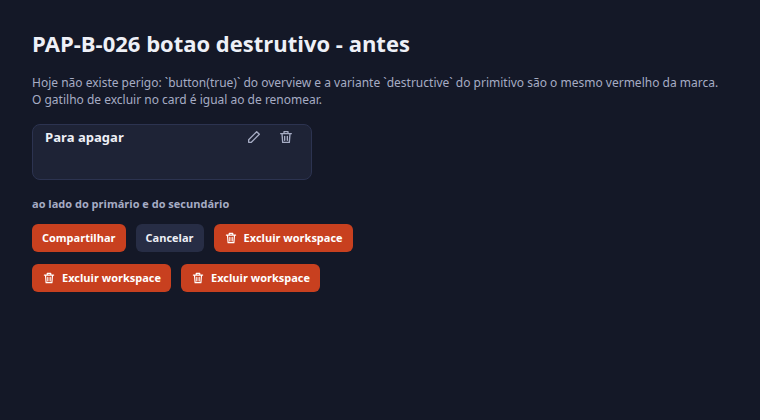 PAP-B-026 botao destrutivo - antes
Hoje não existe perigo: `button(true)` do overview e a variante `destructive` do primitivo são o mesmo vermelho da marca.
O gatilho de excluir no card é igual ao de renomear.
Para apagar
ao lado do primário e do secundário
Compartilhar Cancelar Excluir workspace
Excluir workspace Excluir workspace